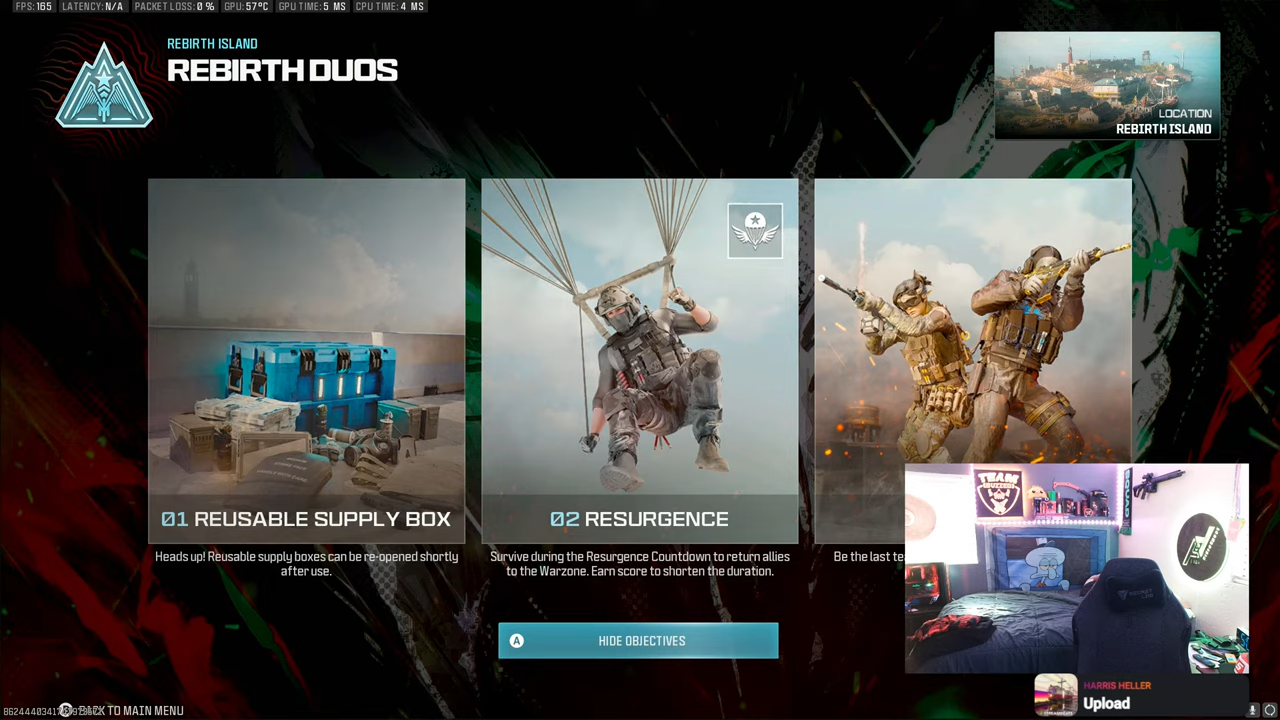 FPS: 165 LATENCY: N/A PACKET LOSS: 0 % GPU: 57°C GPU TIME: 5 MS CPU TIME: 4 MS
REBIRTH ISLAND
REBIRTH DUOS
LOCATION
REBIRTH ISLAND
01 REUSABLE SUPPLY BOX
Heads up! Reusable supply boxes can be re-opened shortly
after use.
02 RESURGENCE
Survive during the Resurgence Countdown to return allies
to the Warzone. Earn score to shorten the duration.
Be the last
TEAM
A HIDE OBJECTIVES
HARRIS HELLER
Upload
BACK TO MAIN MENU